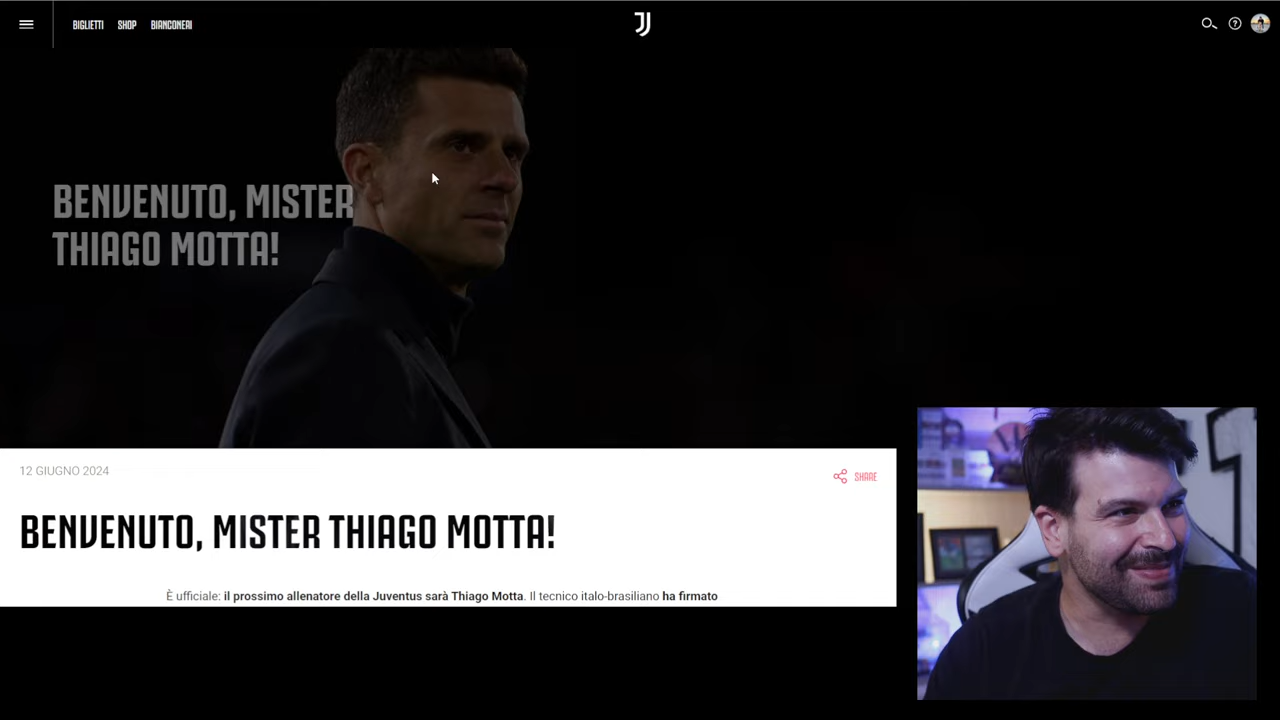 BIGLIETTI SHOP BIANCONERI
BENVENUTO, MISTER
THIAGO MOTTA!
12 GIUGNO 2024
SHARE
BENVENUTO, MISTER THIAGO MOTTA!
È ufficiale: il prossimo allenatore della Juventus sarà Thiago Motta. Il tecnico italo-brasiliano ha firmato